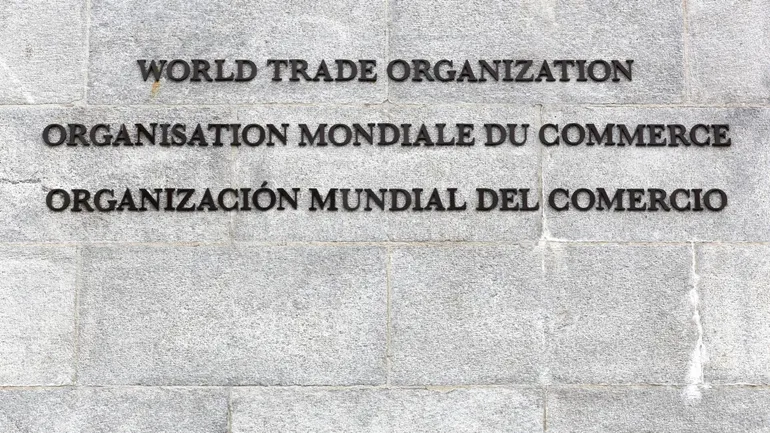 WORLD TRADE ORGANIZATION
ORGANISATION MONDIALE DU COMMERCE
ORGANIZACIÓN MUNDIAL DEL COMERCIO